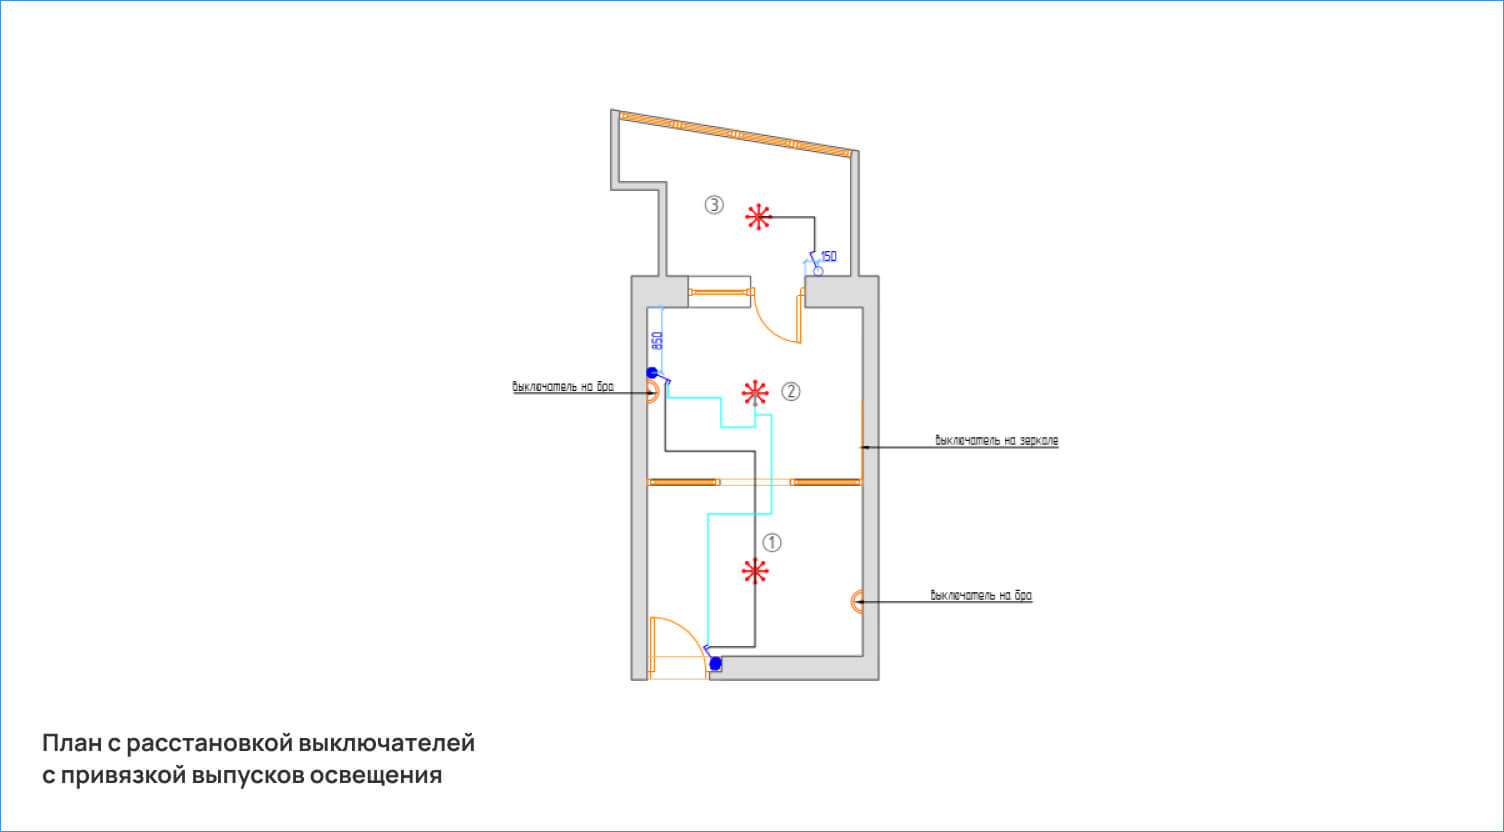 3
150
850
выключатель на бра
2
выключатель на зеркале
1
выключатель на бра
План с расстановкой выключателей
с привязкой выпусков освещения